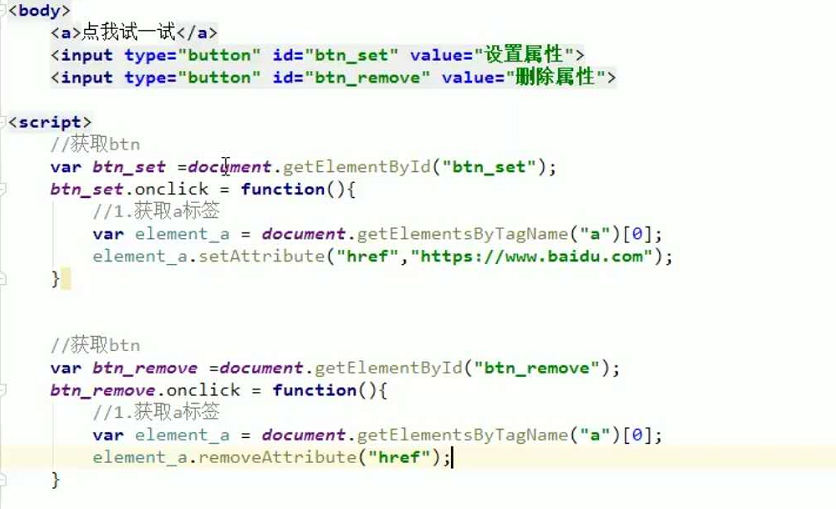 <body>
    <a>点我试一试</a>
    <input type="button" id="btn_set" value="设置属性">
    <input type="button" id="btn_remove" value="删除属性">
<script>
    //获取btn
    var btn_set =document.getElementById("btn_set");
    btn_set.onclick = function(){
        //1.获取a标签
        var element_a = document.getElementsByTagName("a")[0];
        element_a.setAttribute("href","https://www.baidu.com");
    }
    //获取btn
    var btn_remove =document.getElementById("btn_remove");
    btn_remove.onclick = function(){
        //1.获取a标签
        var element_a = document.getElementsByTagName("a")[0];
        element_a.removeAttribute("href");
    }